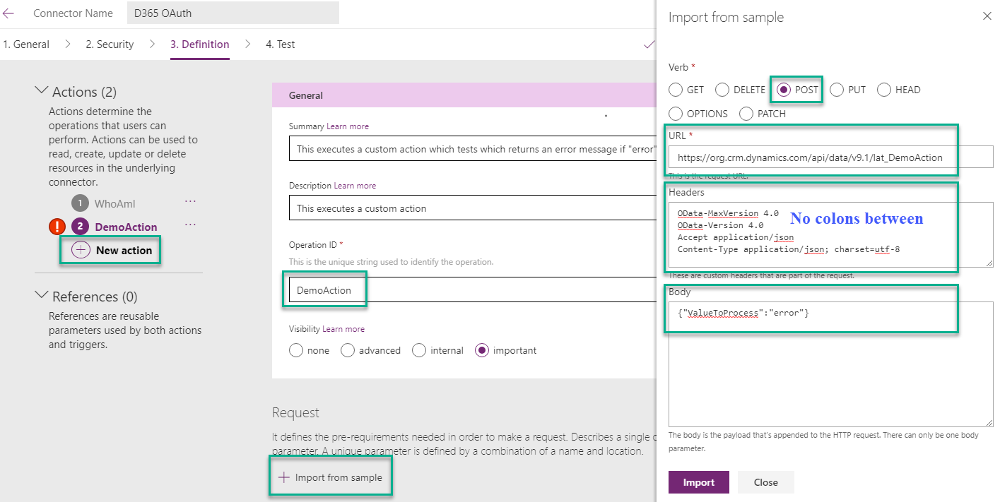 Connector Name
D365 OAuth
1. General
2. Security
3. Definition
4. Test
Actions (2)
Actions determine the
operations that users can
perform. Actions can be used to
read, create, update or delete
resources in the underlying
connector.
1 WhoAmI ...
! 2 DemoAction ...
New action
References (0)
References are reusable
parameters used by both actions
and triggers.
General
Summary Learn more
This executes a custom action which tests which returns an error message if "error"
Description Learn more
This executes a custom action
Operation ID *
This is the unique string used to identify the operation.
DemoAction
Visibility Learn more
none advanced internal important
Request
It defines the pre-requirements needed in order to make a request. Describes a single
parameter. A unique parameter is defined by a combination of a name and location.
Import from sample
Import from sample
Verb *
GET DELETE POST PUT HEAD
OPTIONS PATCH
URL *
https://org.crm.dynamics.com/api/data/v9.1/lat_DemoAction
This is the request URL.
Headers
OData-MaxVersion 4.0
OData-Version 4.0
Accept application/json
Content-Type application/json; charset=utf-8
No colons between
These are custom headers that are part of the request.
Body
{"ValueToProcess":"error"}
The body is the payload that's appended to the HTTP request. There can only be one body
parameter.
Import
Close